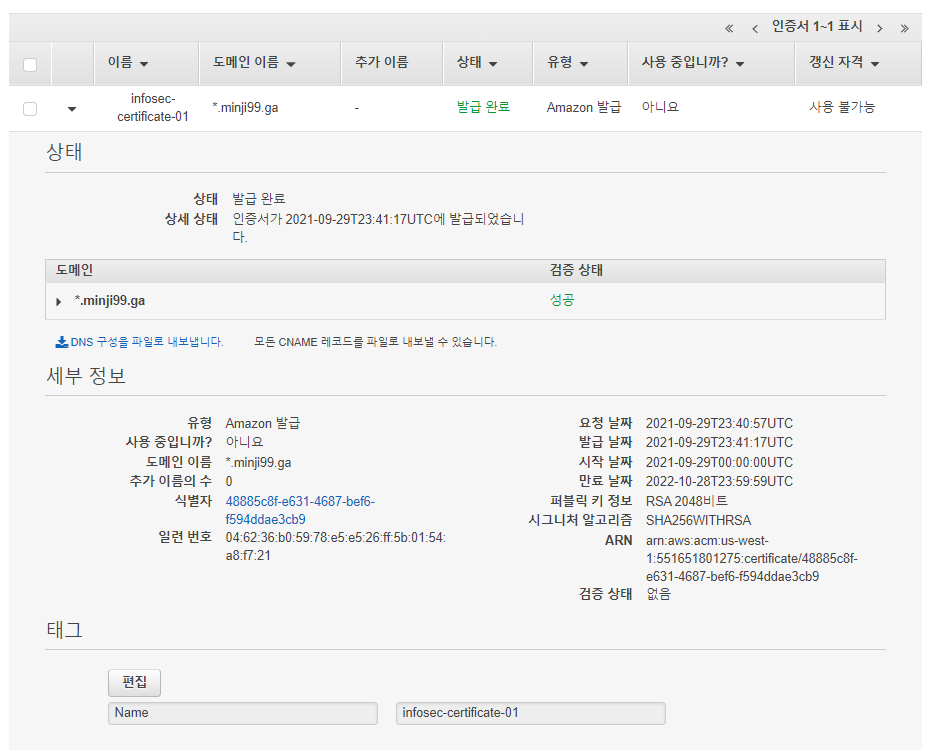 « ‹ 인증서 1~1 표시 › »
이름 도메인 이름 추가 이름 상태 유형 사용 중입니까? 갱신 자격
infosec-
certificate-01
*.minji99.ga - 발급 완료 Amazon 발급 아니요 사용 불가능
상태
상태 발급 완료
상세 상태 인증서가 2021-09-29T23:41:17UTC에 발급되었습니
다.
도메인 검증 상태
*.minji99.ga 성공
DNS 구성을 파일로 내보냅니다. 모든 CNAME 레코드를 파일로 내보낼 수 있습니다.
세부 정보
유형 Amazon 발급
사용 중입니까? 아니요
도메인 이름 *.minji99.ga
추가 이름의 수 0
식별자 48885c8f-e631-4687-bef6-
f594ddae3cb9
일련 번호 04:62:36:b0:59:78:e5:e5:26:ff:5b:01:54:
a8:f7:21
요청 날짜 2021-09-29T23:40:57UTC
발급 날짜 2021-09-29T23:41:17UTC
시작 날짜 2021-09-29T00:00:00UTC
만료 날짜 2022-10-28T23:59:59UTC
퍼블릭 키 정보 RSA 2048비트
시그니처 알고리즘 SHA256WITHRSA
ARN arn:aws:acm:us-west-
1:551651801275:certificate/48885c8f-
e631-4687-bef6-f594ddae3cb9
검증 상태 없음
태그
편집
Name infosec-certificate-01